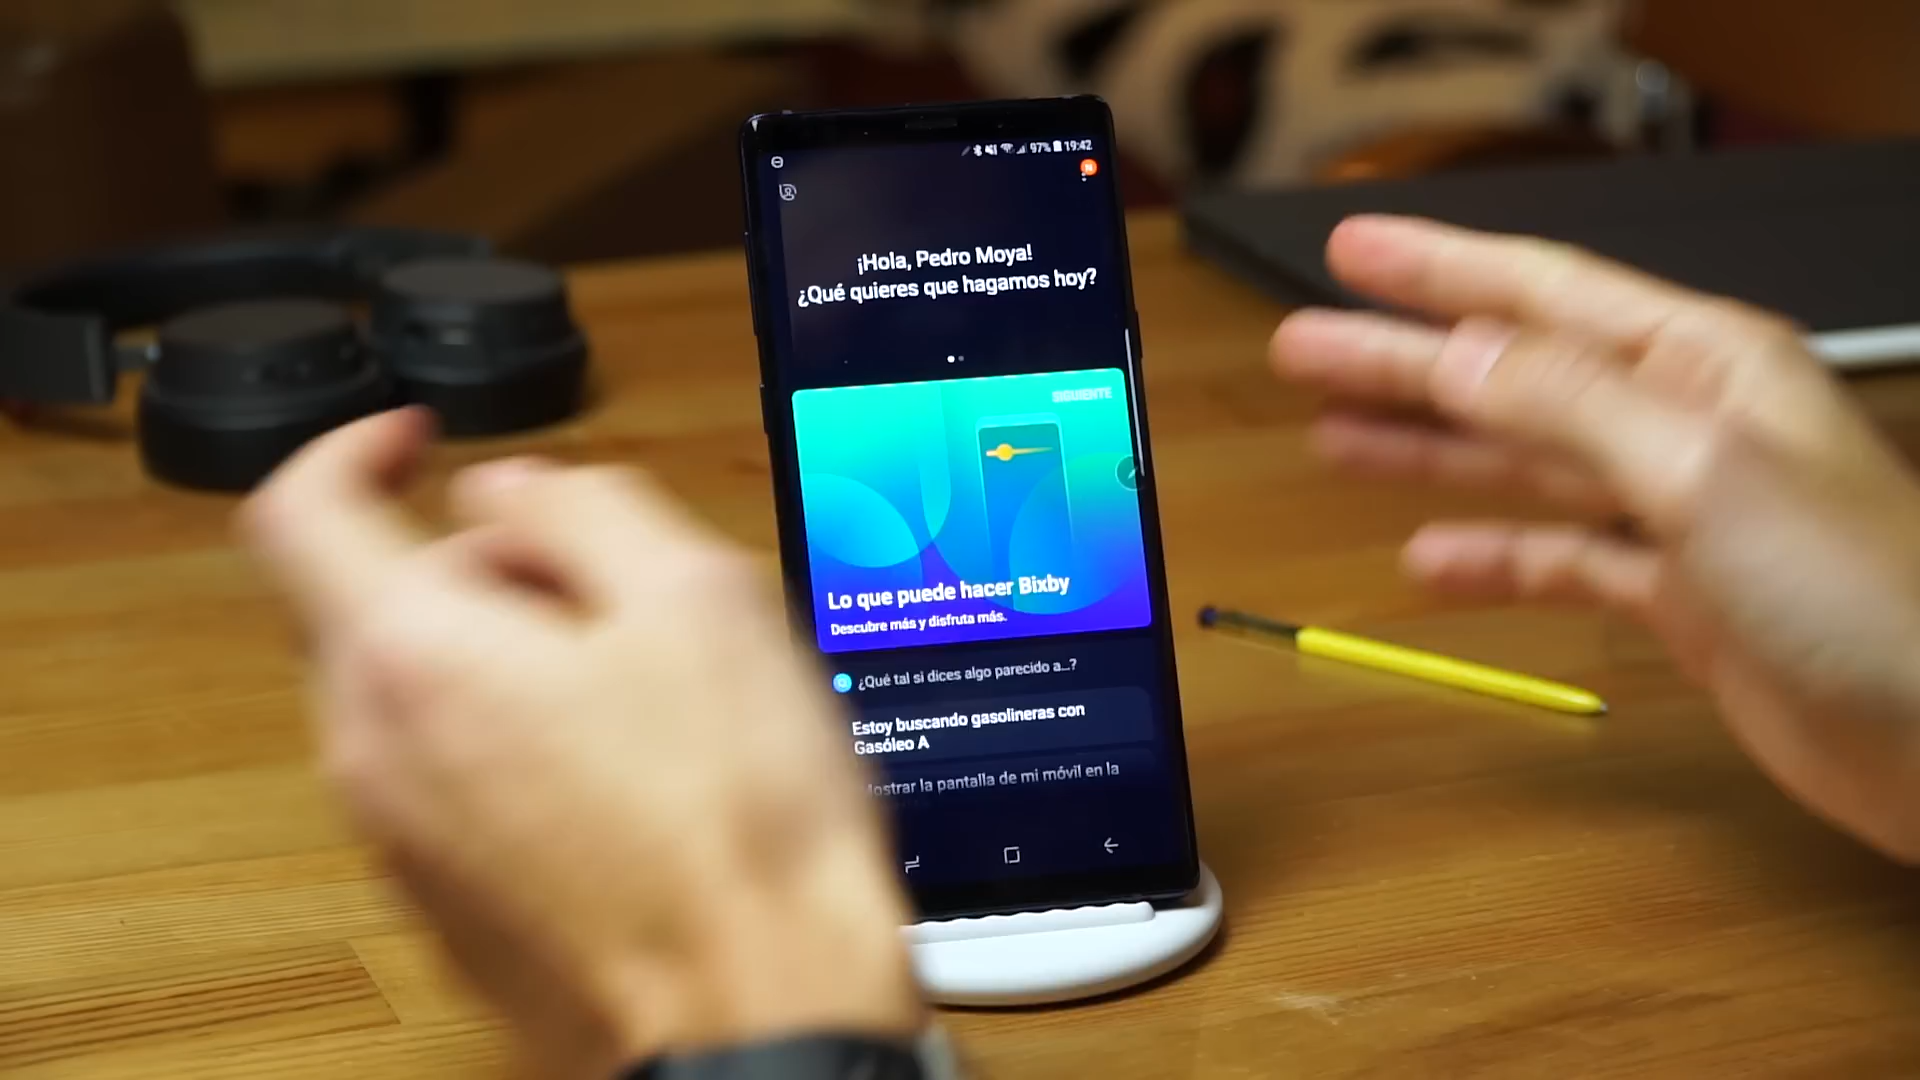 97% 19:42
N
¡Hola, Pedro Moya!
¿Qué quieres que hagamos hoy?
SIGUIENTE
Lo que puede hacer Bixby
Descubre más y disfruta más.
¿Qué tal si dices algo parecido a...?
Estoy buscando gasolineras con
Gasóleo A
Mostrar la pantalla de mi móvil en la